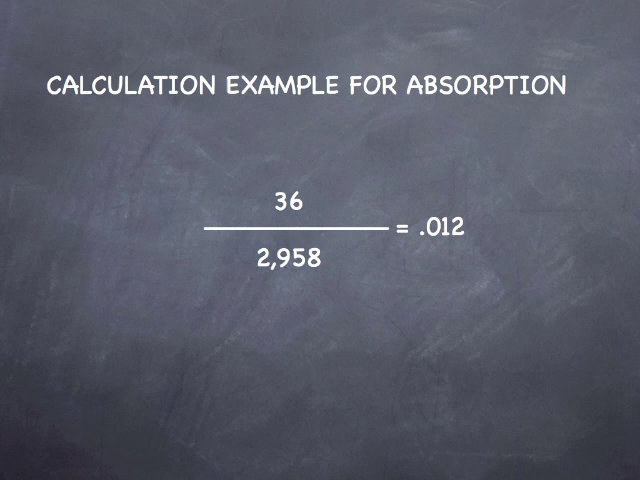 CALCULATION EXAMPLE FOR ABSORPTION
36
= .012
2,958